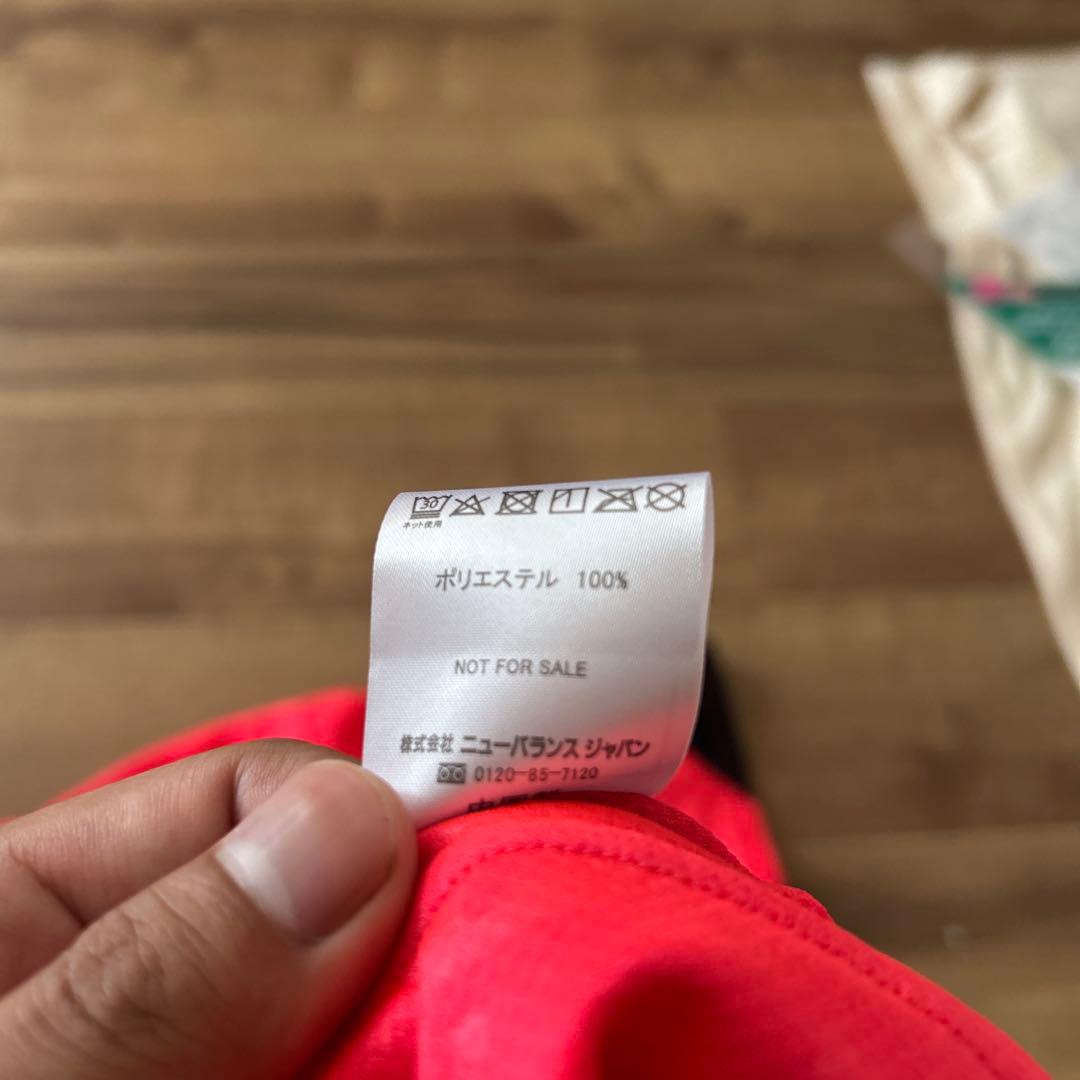 30
ネット使用
ポリエステル 100%
NOT FOR SALE
株式会社 ニューバランス ジャパン
0120-85-7120